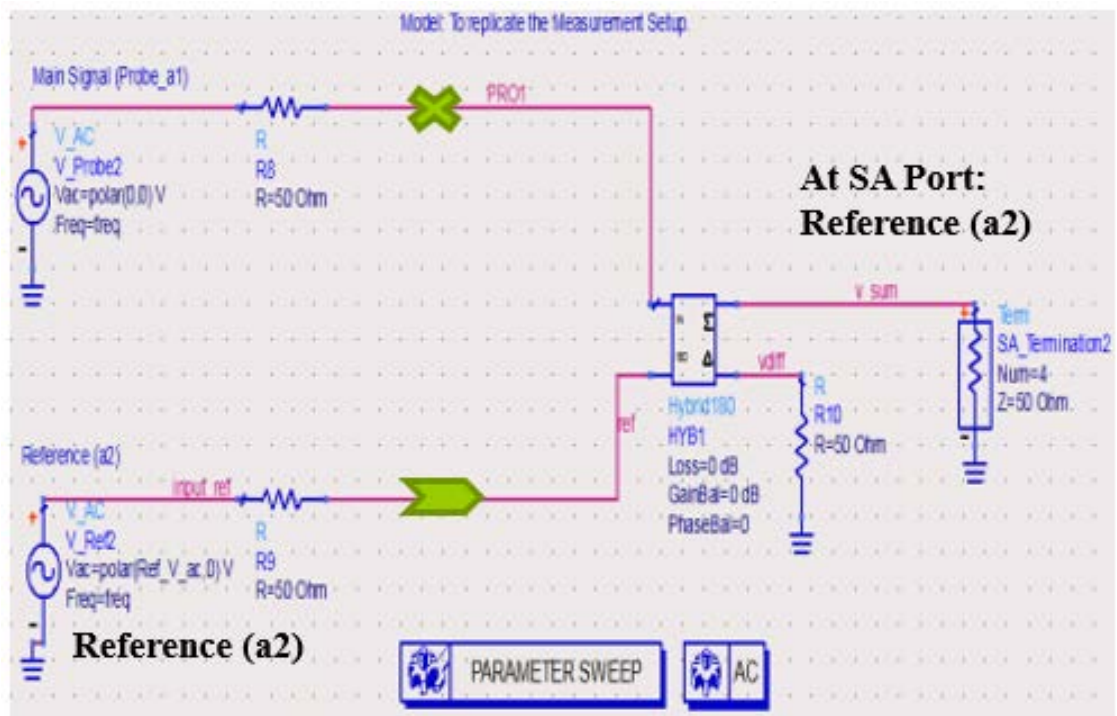 Model: To replicate the Measurement Setup.
Main Signal (Probe_a1)
PRO1
V_AC
V_Probe2
Vac=polar(0,0) V
Freq=freq
R
R8
R=50 Ohm
At SA Port:
Reference (a2)
v_sum
Term
SA_Termination2
Num=4
Z=50 Ohm
IN
Σ
ISO
Δ
vdiff
R
R10
R=50 Ohm
Hybrid180
HYB1
Loss=0 dB
GainBal=0 dB
PhaseBal=0
ref
Reference (a2)
input_ref
V_AC
V_Ref2
Vac=polar(Ref_V_ac,0) V
Freq=freq
R
R9
R=50 Ohm
Reference (a2)
PARAMETER SWEEP
AC